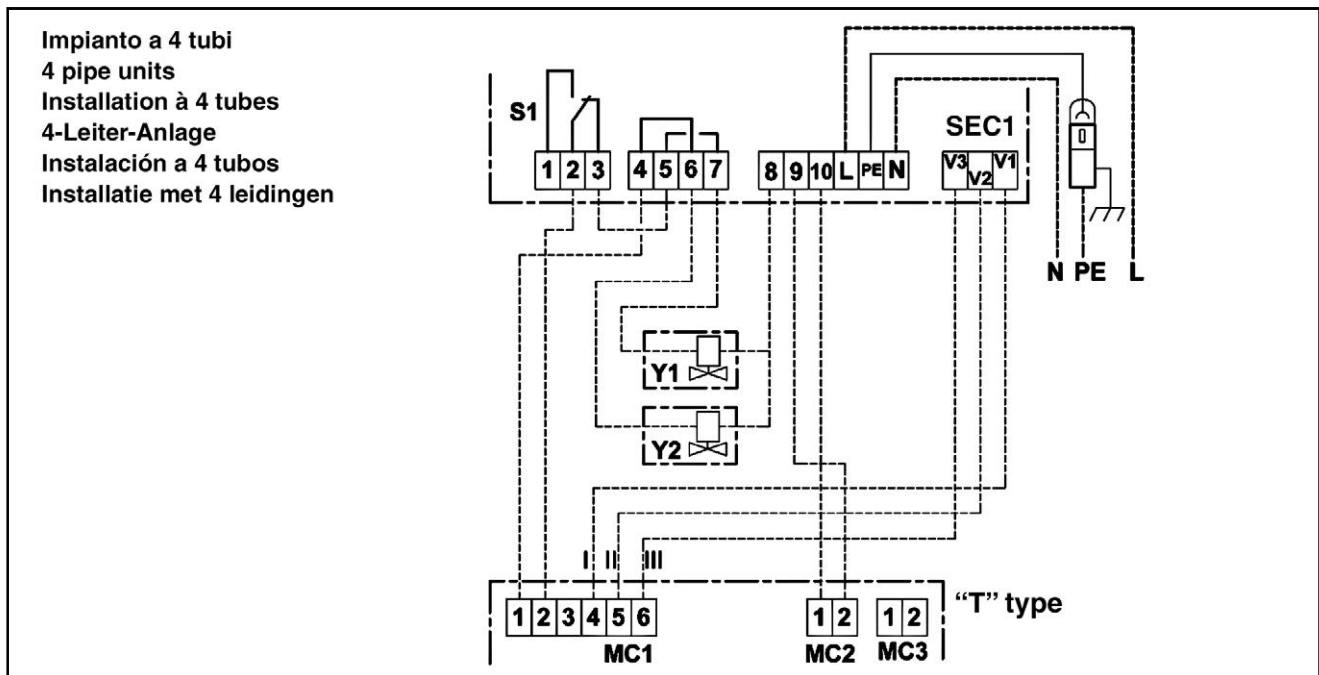 Impianto a 4 tubi
4 pipe units
Installation à 4 tubes
4-Leiter-Anlage
Instalación a 4 tubos
Installatie met 4 leidingen
S1
SEC1
1 2 3
4 5 6 7
8 9 10 L PE N
V3 V2 V1
N PE L
Y1
Y2
I II III
"T" type
1 2 3 4 5 6
1 2
1 2
MC1
MC2
MC3